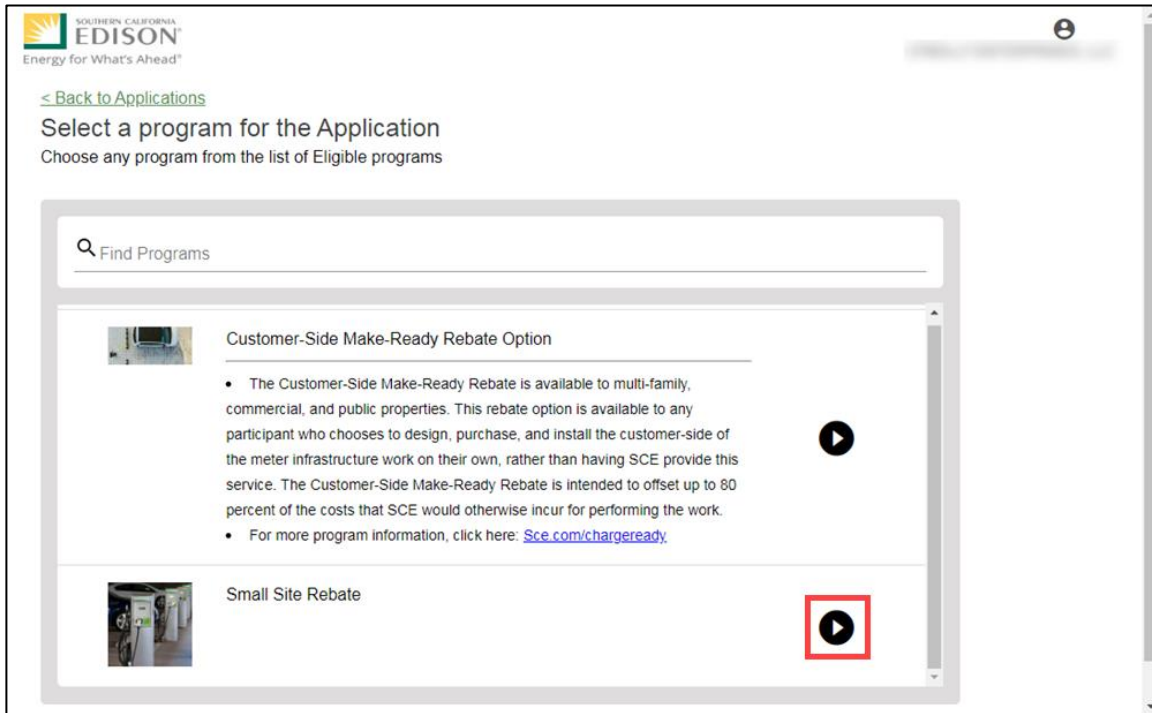 SOUTHERN CALIFORNIA
EDISON®
Energy for What's Ahead®
< Back to Applications
Select a program for the Application
Choose any program from the list of Eligible programs
Find Programs
Customer-Side Make-Ready Rebate Option
• The Customer-Side Make-Ready Rebate is available to multi-family,
commercial, and public properties. This rebate option is available to any
participant who chooses to design, purchase, and install the customer-side of
the meter infrastructure work on their own, rather than having SCE provide this
service. The Customer-Side Make-Ready Rebate is intended to offset up to 80
percent of the costs that SCE would otherwise incur for performing the work.
• For more program information, click here: Sce.com/chargeready
Small Site Rebate